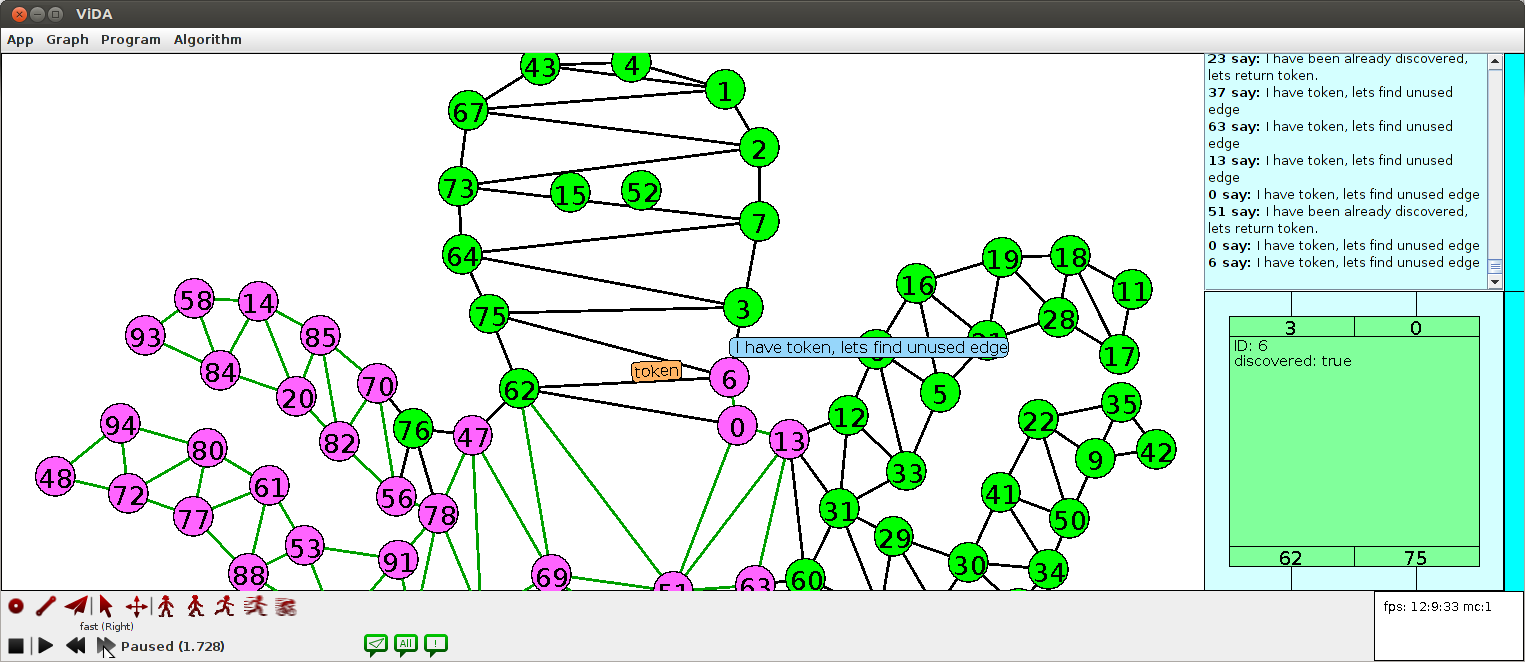 ViDA
App Graph Program Algorithm
43 4
67 1
2
73 15 52
7
64
75 3
I have token, lets find unused edge
token
62 6
0
58 14
93 85
84 20 70
82 76 47
94 80
48 72 61
77 56 78
53 91
88 69 51 63
13 12 5
33
31 29
60 30 34
16 19 18
11
28
17
22 35
9 42
41 50
23 say: I have been already discovered,
lets return token.
37 say: I have token, lets find unused
edge
63 say: I have token, lets find unused
edge
13 say: I have token, lets find unused
edge
0 say: I have token, lets find unused edge
51 say: I have been already discovered,
lets return token.
0 say: I have token, lets find unused edge
6 say: I have token, lets find unused edge
3 0
ID: 6
discovered: true
62 75
fast (Right)
Paused (1.728)
All !
fps: 12:9:33 mc:1